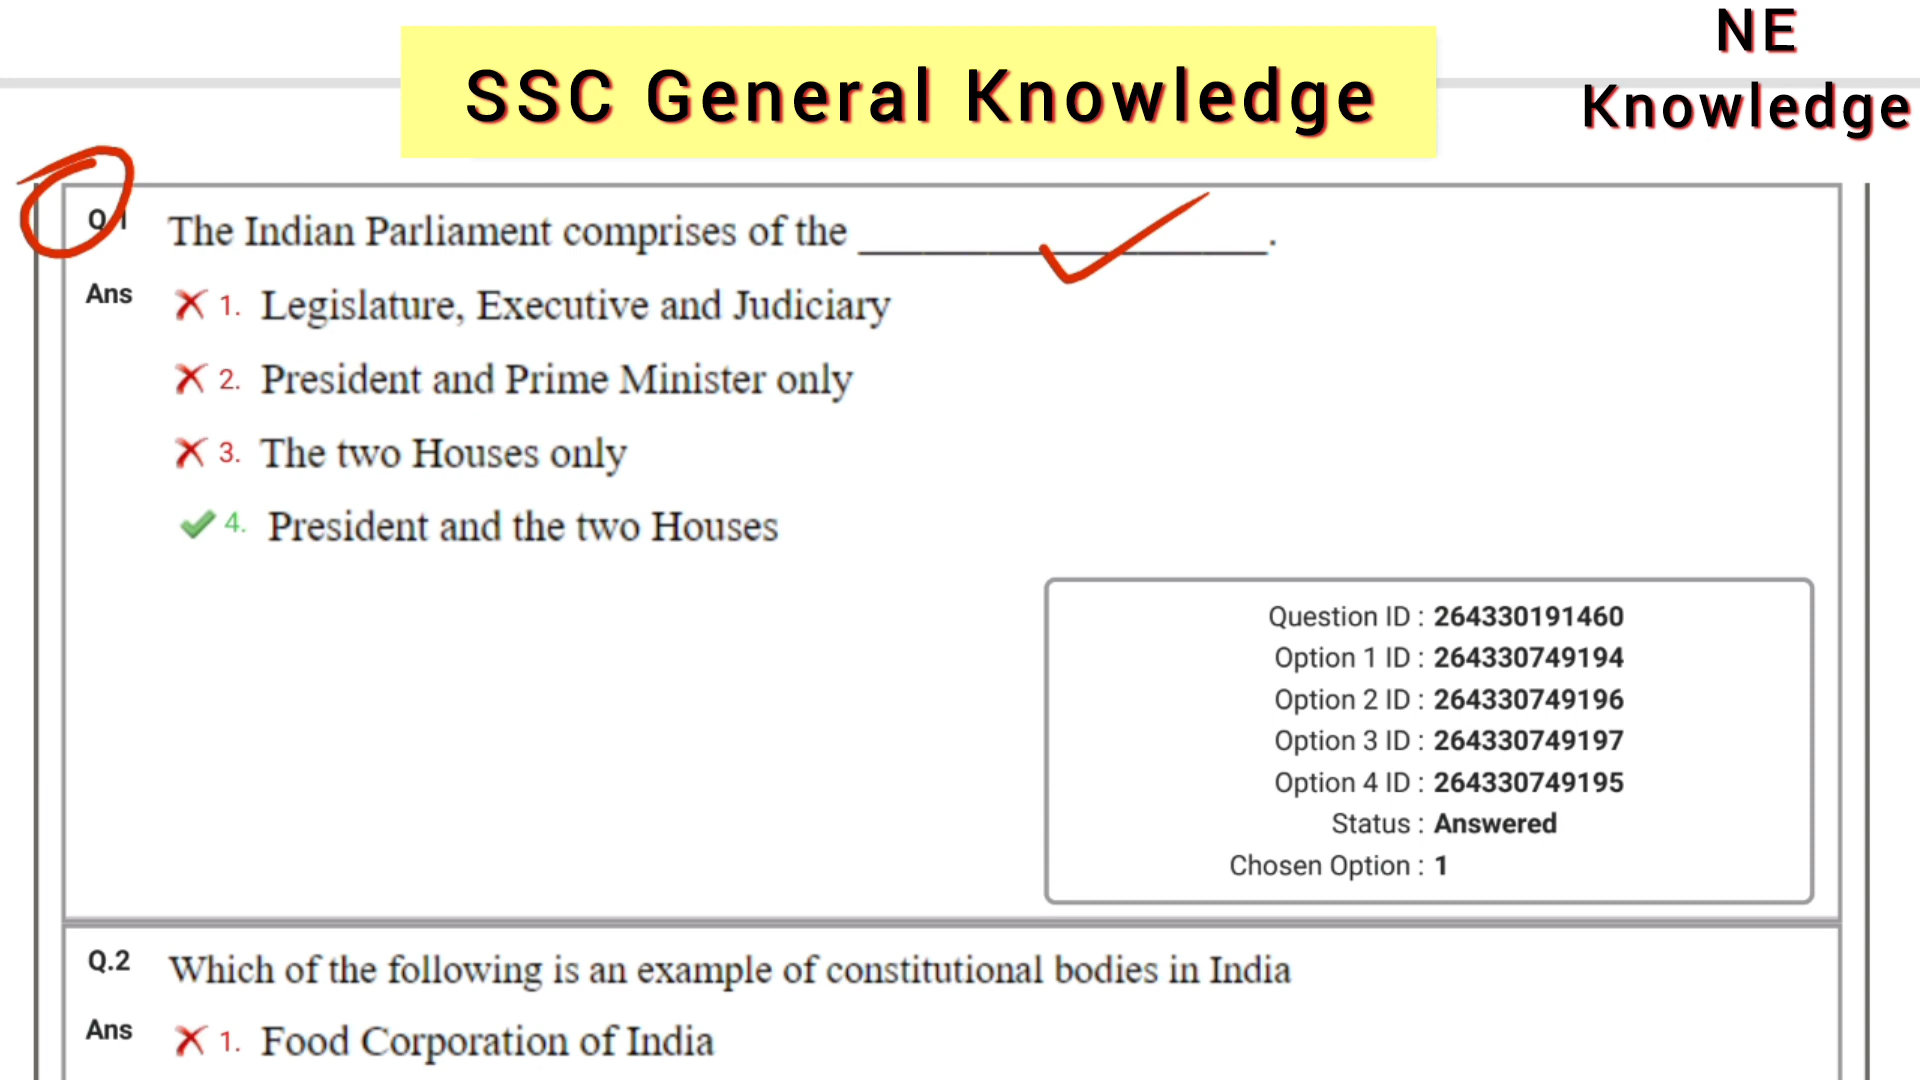 SSC General Knowledge
NE
Knowledge
Q.1 The Indian Parliament comprises of the ____________________.
Ans 1. Legislature, Executive and Judiciary
2. President and Prime Minister only
3. The two Houses only
4. President and the two Houses
Question ID : 264330191460
Option 1 ID : 264330749194
Option 2 ID : 264330749196
Option 3 ID : 264330749197
Option 4 ID : 264330749195
Status : Answered
Chosen Option : 1
Q.2 Which of the following is an example of constitutional bodies in India
Ans 1. Food Corporation of India